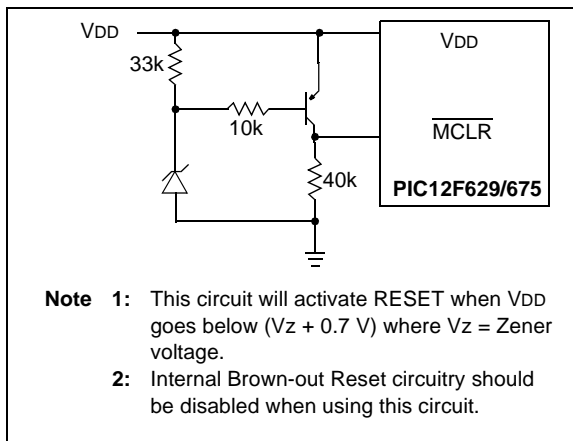 VDD
VDD
33k
10k
MCLR
40k
PIC12F629/675
Note 1: This circuit will activate RESET when VDD
goes below (Vz + 0.7 V) where Vz = Zener
voltage.
2: Internal Brown-out Reset circuitry should
be disabled when using this circuit.